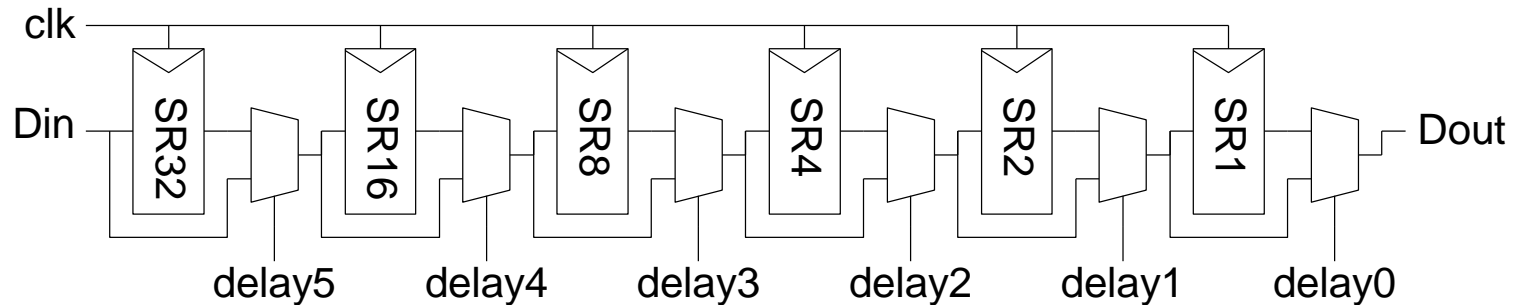 clk
Din SR32 SR16 SR8 SR4 SR2 SR1 Dout
delay5 delay4 delay3 delay2 delay1 delay0